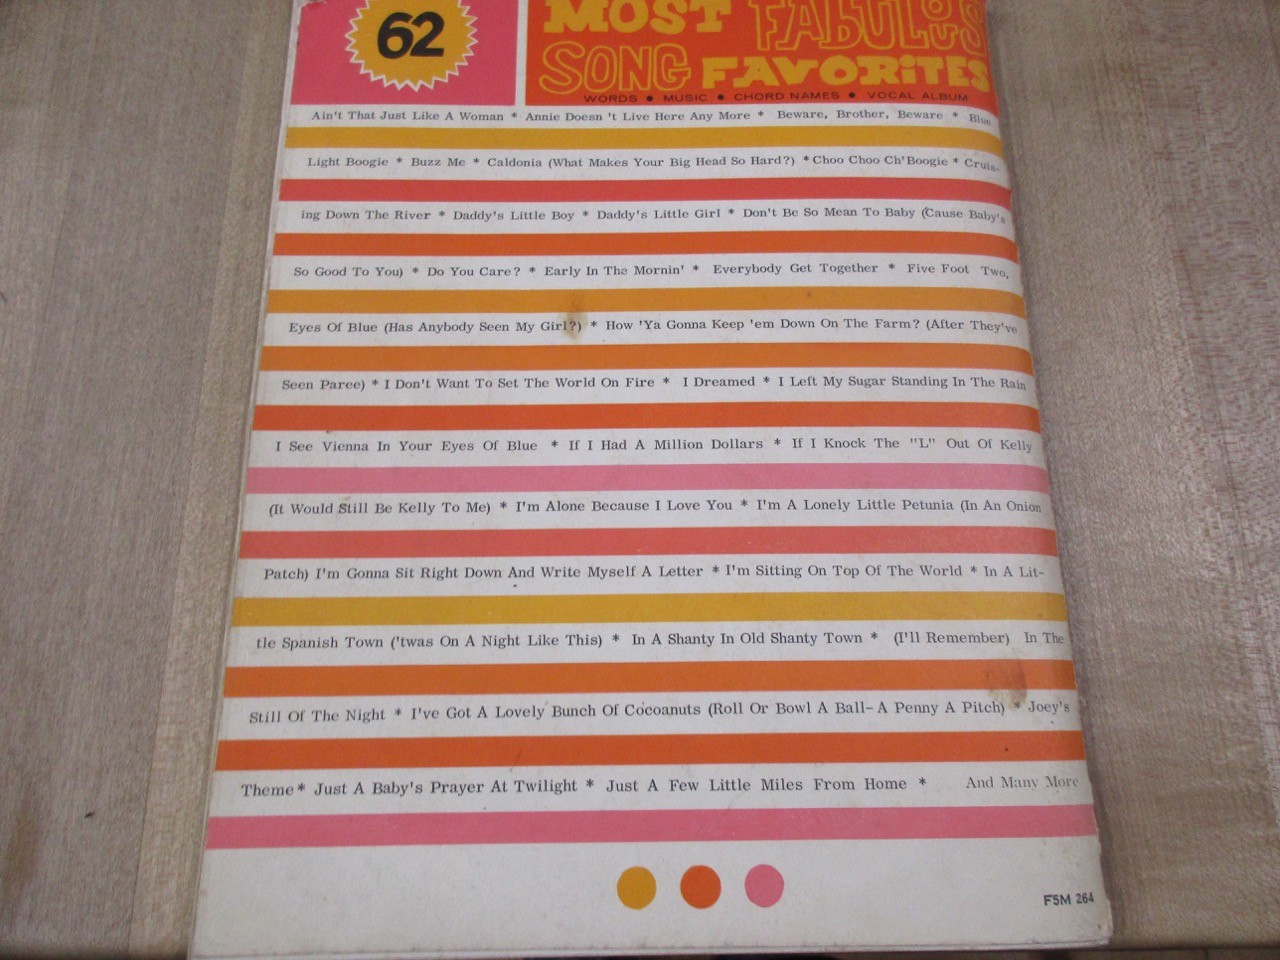 62
MOST FABULOUS
SONG FAVORITES
WORDS ● MUSIC ● CHORD NAMES ● VOCAL ALBUM
Ain't That Just Like A Woman * Annie Doesn 't Live Here Any More * Beware, Brother, Beware * Blue
Light Boogie * Buzz Me * Caldonia (What Makes Your Big Head So Hard?) * Choo Choo Ch'Boogie * Cruis-
ing Down The River * Daddy's Little Boy * Daddy's Little Girl * Don't Be So Mean To Baby (Cause Baby's
So Good To You) * Do You Care? * Early In The Mornin' * Everybody Get Together * Five Foot Two,
Eyes Of Blue (Has Anybody Seen My Girl?) * How 'Ya Gonna Keep 'em Down On The Farm? (After They've
Seen Paree) * I Don't Want To Set The World On Fire * I Dreamed * I Left My Sugar Standing In The Rain
I See Vienna In Your Eyes Of Blue * If I Had A Million Dollars * If I Knock The "L" Out Of Kelly
(It Would Still Be Kelly To Me) * I'm Alone Because I Love You * I'm A Lonely Little Petunia (In An Onion
Patch) I'm Gonna Sit Right Down And Write Myself A Letter * I'm Sitting On Top Of The World * In A Lit-
tle Spanish Town ('twas On A Night Like This) * In A Shanty In Old Shanty Town * (I'll Remember) In The
Still Of The Night * I've Got A Lovely Bunch Of Cocoanuts (Roll Or Bowl A Ball- A Penny A Pitch) * Joey's
Theme * Just A Baby's Prayer At Twilight * Just A Few Little Miles From Home * And Many More
F5M 264